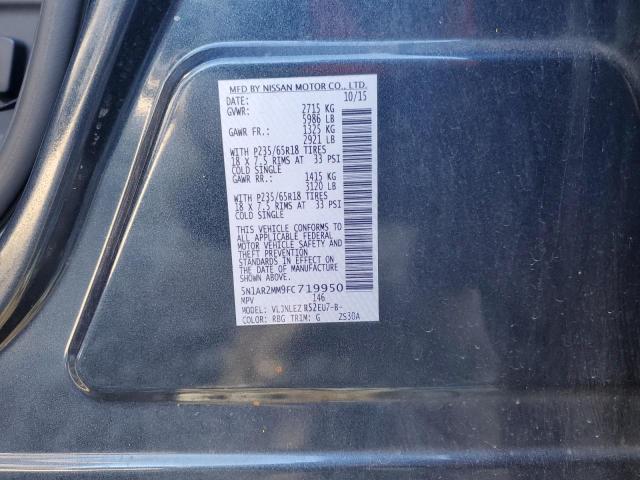 MFD BY NISSAN MOTOR CO., LTD.
DATE: 10/15
GVWR: 2715 KG
5986 LB
GAWR FR.: 1325 KG
2921 LB
WITH P235/65R18 TIRES
18 X 7.5 RIMS AT 33 PSI
COLD SINGLE
GAWR RR.: 1415 KG
3120 LB
WITH P235/65R18 TIRES
18 X 7.5 RIMS AT 33 PSI
COLD SINGLE
THIS VEHICLE CONFORMS TO
ALL APPLICABLE FEDERAL
MOTOR VEHICLE SAFETY AND
THEFT PREVENTION
STANDARDS IN EFFECT ON
THE DATE OF MANUFACTURE
SHOWN ABOVE.
5N1AR2MM9FC719950
MPV 146
MODEL: R52EU7-B-
COLOR: RBG TRIM: G ZS30A